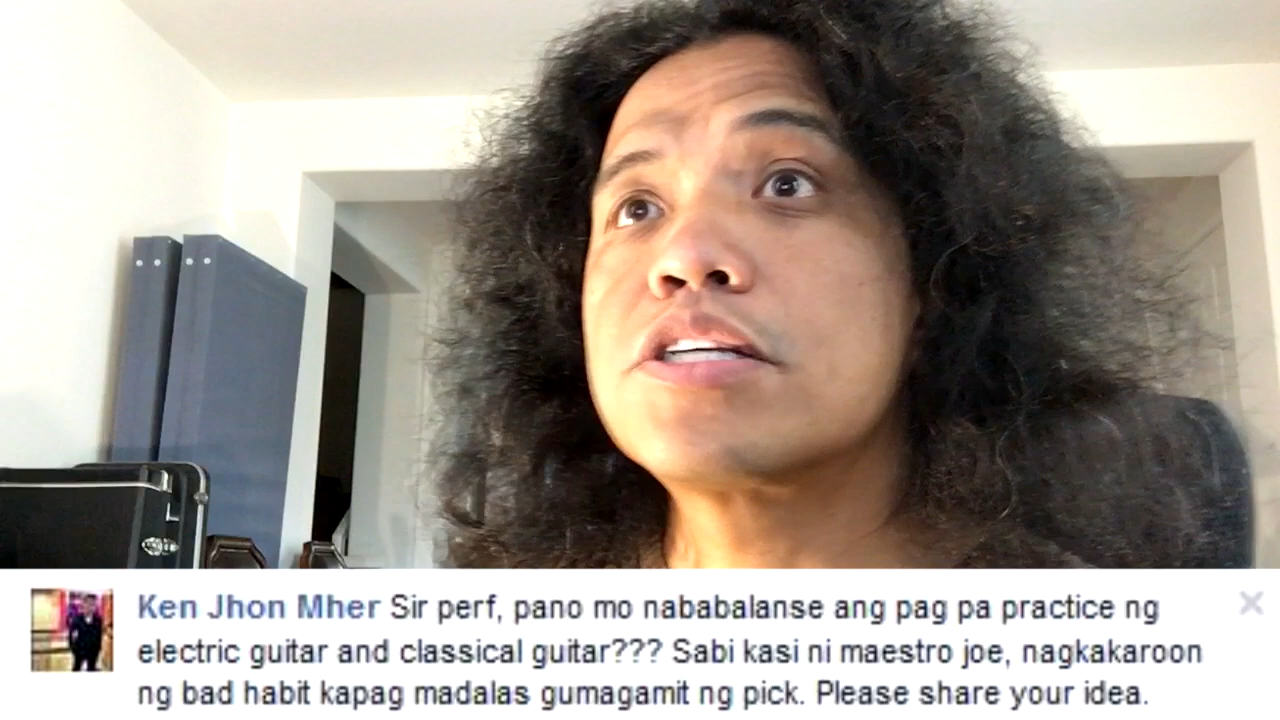 Ken Jhon Mher Sir perf, pano mo nababalanse ang pag pa practice ng
electric guitar and classical guitar??? Sabi kasi ni maestro joe, nagkakaroon
ng bad habit kapag madalas gumagamit ng pick. Please share your idea.